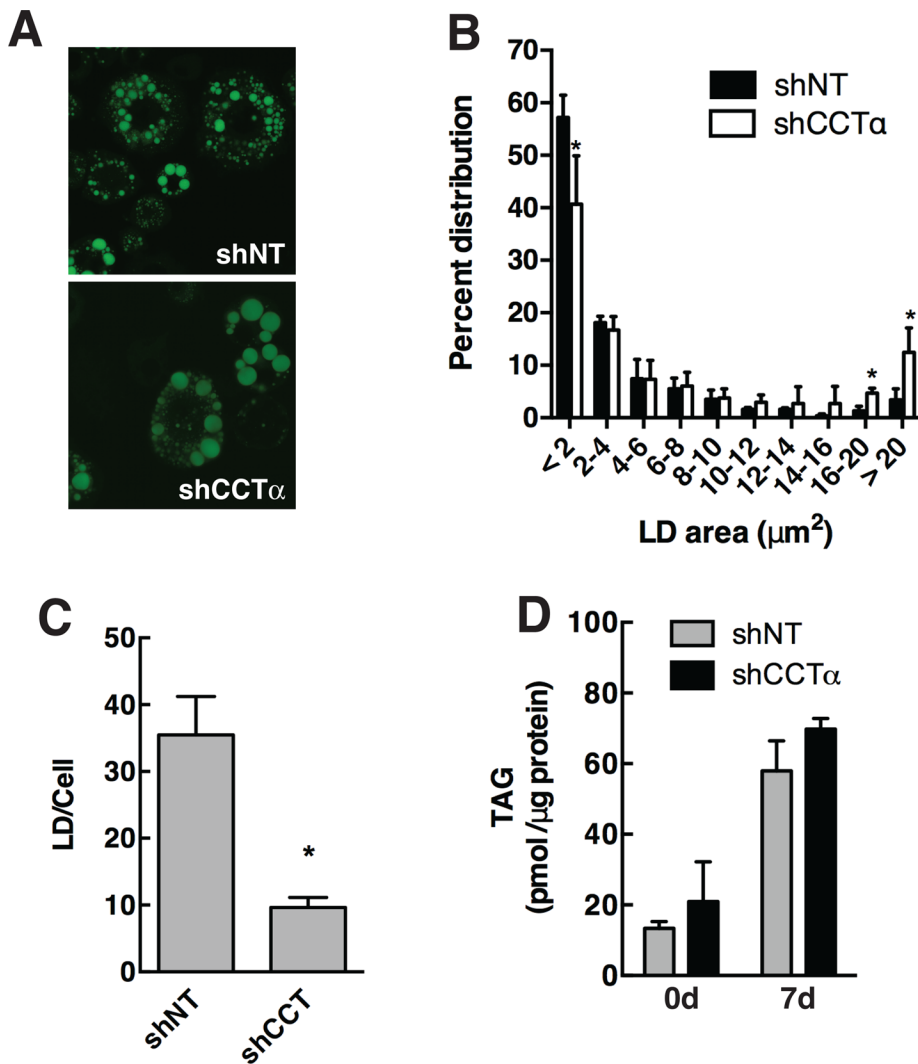 A
shNT
shCCTα
B
Percent distribution
70
60
50
40
30
20
10
0
shNT
shCCTα
*
*
*
< 2
2-4
4-6
6-8
8-10
10-12
12-14
14-16
16-20
> 20
LD area (μm²)
C
LD/Cell
50
40
30
20
10
0
*
shNT
shCCT
D
TAG
(pmol/μg protein)
100
80
60
40
20
0
shNT
shCCTα
0d
7d